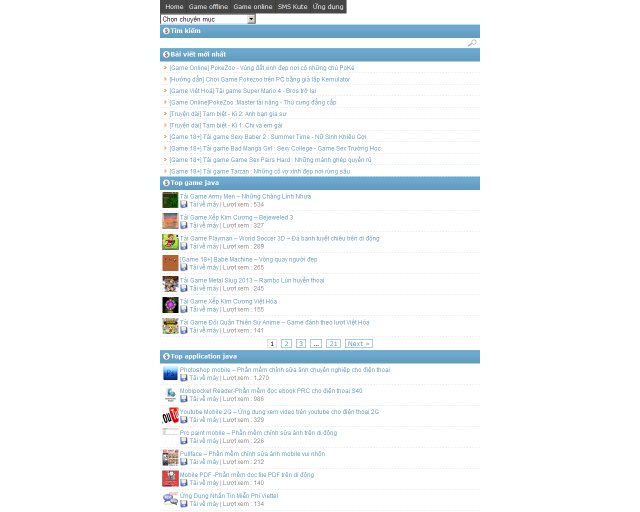 Home Game offline Game online SMS Kute Ứng dụng
Chọn chuyên mục
Tìm kiếm
Bài viết mới nhất
[Game Online] PokeZoo - Vùng đất xinh đẹp nơi có những chú PoKé
[Hướng dẫn] Chơi Game Pokezoo trên PC bằng giả lập Kemulator
[Game Việt Hoá] Tải game Super Mario 4 - Bros trở lại
[Game Online]PokeZoo :Master tài năng - Thú cưng đẳng cấp
[Truyện dài] Tam biệt - Kì 2: Anh bạn gia sư
[Truyện dài] Tam biệt - Kì 1: Chị và em gái
[Game 18+] Tải game Sexy Baber 2 : Summer Time - Nữ Sinh Khiêu Gợi
[Game 18+] Tải game Bad Manga Girl : Sexy College - Game Sex Trường Học
[Game 18+] Tải game Game Sex Pairs Hard : Những mảnh ghép quyến rũ
[Game 18+] Tải game Tarzan : Những cô vợ xinh đẹp nơi rừng sâu
Top game java
Tải Game Army Men – Những Chàng Lính Nhựa
Tải về máy | Lượt xem : 534
Tải Game Xếp Kim Cương – Bejeweled 3
Tải về máy | Lượt xem : 327
Tải Game Playman – World Soccer 3D – Đá banh tuyệt chiêu trên di động
Tải về máy | Lượt xem : 289
[Game 18+] Babe Machine – Vòng quay người đẹp
Tải về máy | Lượt xem : 265
Tải Game Metal Slug 2013 – Rambo Lùn huyền thoại
Tải về máy | Lượt xem : 245
Tải Game Xếp Kim Cương Việt Hóa
Tải về máy | Lượt xem : 155
Tải Game Đội Quân Thiên Sứ Anime – Game đánh theo lượt Việt Hóa
Tải về máy | Lượt xem : 141
1 2 3 ... 21 Next »
Top application java
Photoshop mobile – Phần mềm chỉnh sửa ảnh chuyên nghiệp cho điện thoại
Tải về máy | Lượt xem : 1,270
Mobipocket Reader-Phần mềm đọc ebook PRC cho điện thoại S40
Tải về máy | Lượt xem : 986
Youtube Mobile 2G – Ứng dụng xem video trên youtube cho điện thoại 2G
Tải về máy | Lượt xem : 329
Pro paint mobile – Phần mềm chỉnh sửa ảnh trên di động
Tải về máy | Lượt xem : 226
Puffface – Phần mềm chỉnh sửa ảnh mobile vui nhộn
Tải về máy | Lượt xem : 212
Mobile PDF -Phần mềm đọc file PDF trên di động
Tải về máy | Lượt xem : 140
Ứng Dụng Nhắn Tin Miễn Phí Viettel
Tải về máy | Lượt xem : 134